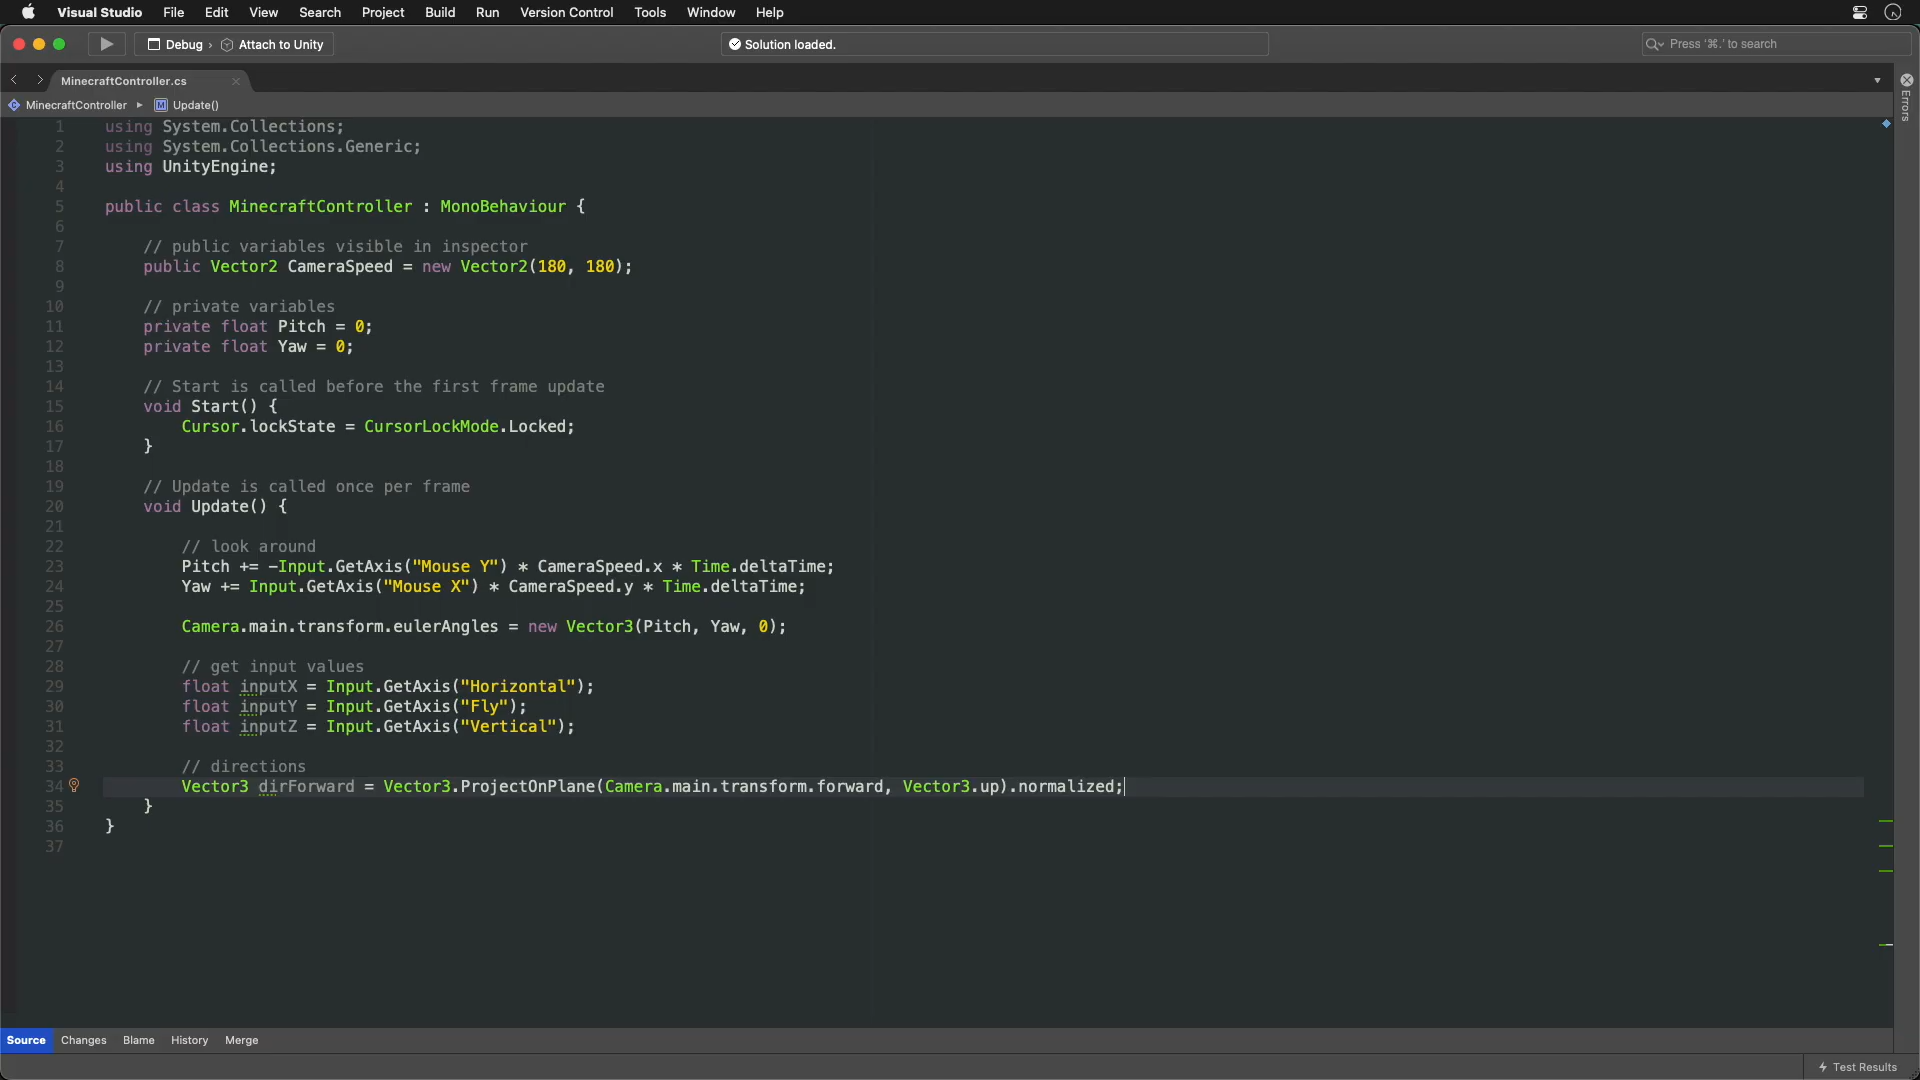 Visual Studio File Edit View Search Project Build Run Version Control Tools Window Help
Debug › Attach to Unity
Solution loaded.
Press '⌘.' to search
MinecraftController.cs
MinecraftController ▸ M Update()
Errors
1 using System.Collections;
2 using System.Collections.Generic;
3 using UnityEngine;
4
5 public class MinecraftController : MonoBehaviour {
6
7 // public variables visible in inspector
8 public Vector2 CameraSpeed = new Vector2(180, 180);
9
10 // private variables
11 private float Pitch = 0;
12 private float Yaw = 0;
13
14 // Start is called before the first frame update
15 void Start() {
16 Cursor.lockState = CursorLockMode.Locked;
17 }
18
19 // Update is called once per frame
20 void Update() {
21
22 // look around
23 Pitch += -Input.GetAxis("Mouse Y") * CameraSpeed.x * Time.deltaTime;
24 Yaw += Input.GetAxis("Mouse X") * CameraSpeed.y * Time.deltaTime;
25
26 Camera.main.transform.eulerAngles = new Vector3(Pitch, Yaw, 0);
27
28 // get input values
29 float inputX = Input.GetAxis("Horizontal");
30 float inputY = Input.GetAxis("Fly");
31 float inputZ = Input.GetAxis("Vertical");
32
33 // directions
34 Vector3 dirForward = Vector3.ProjectOnPlane(Camera.main.transform.forward, Vector3.up).normalized;
35 }
36 }
37
Source Changes Blame History Merge
Test Results